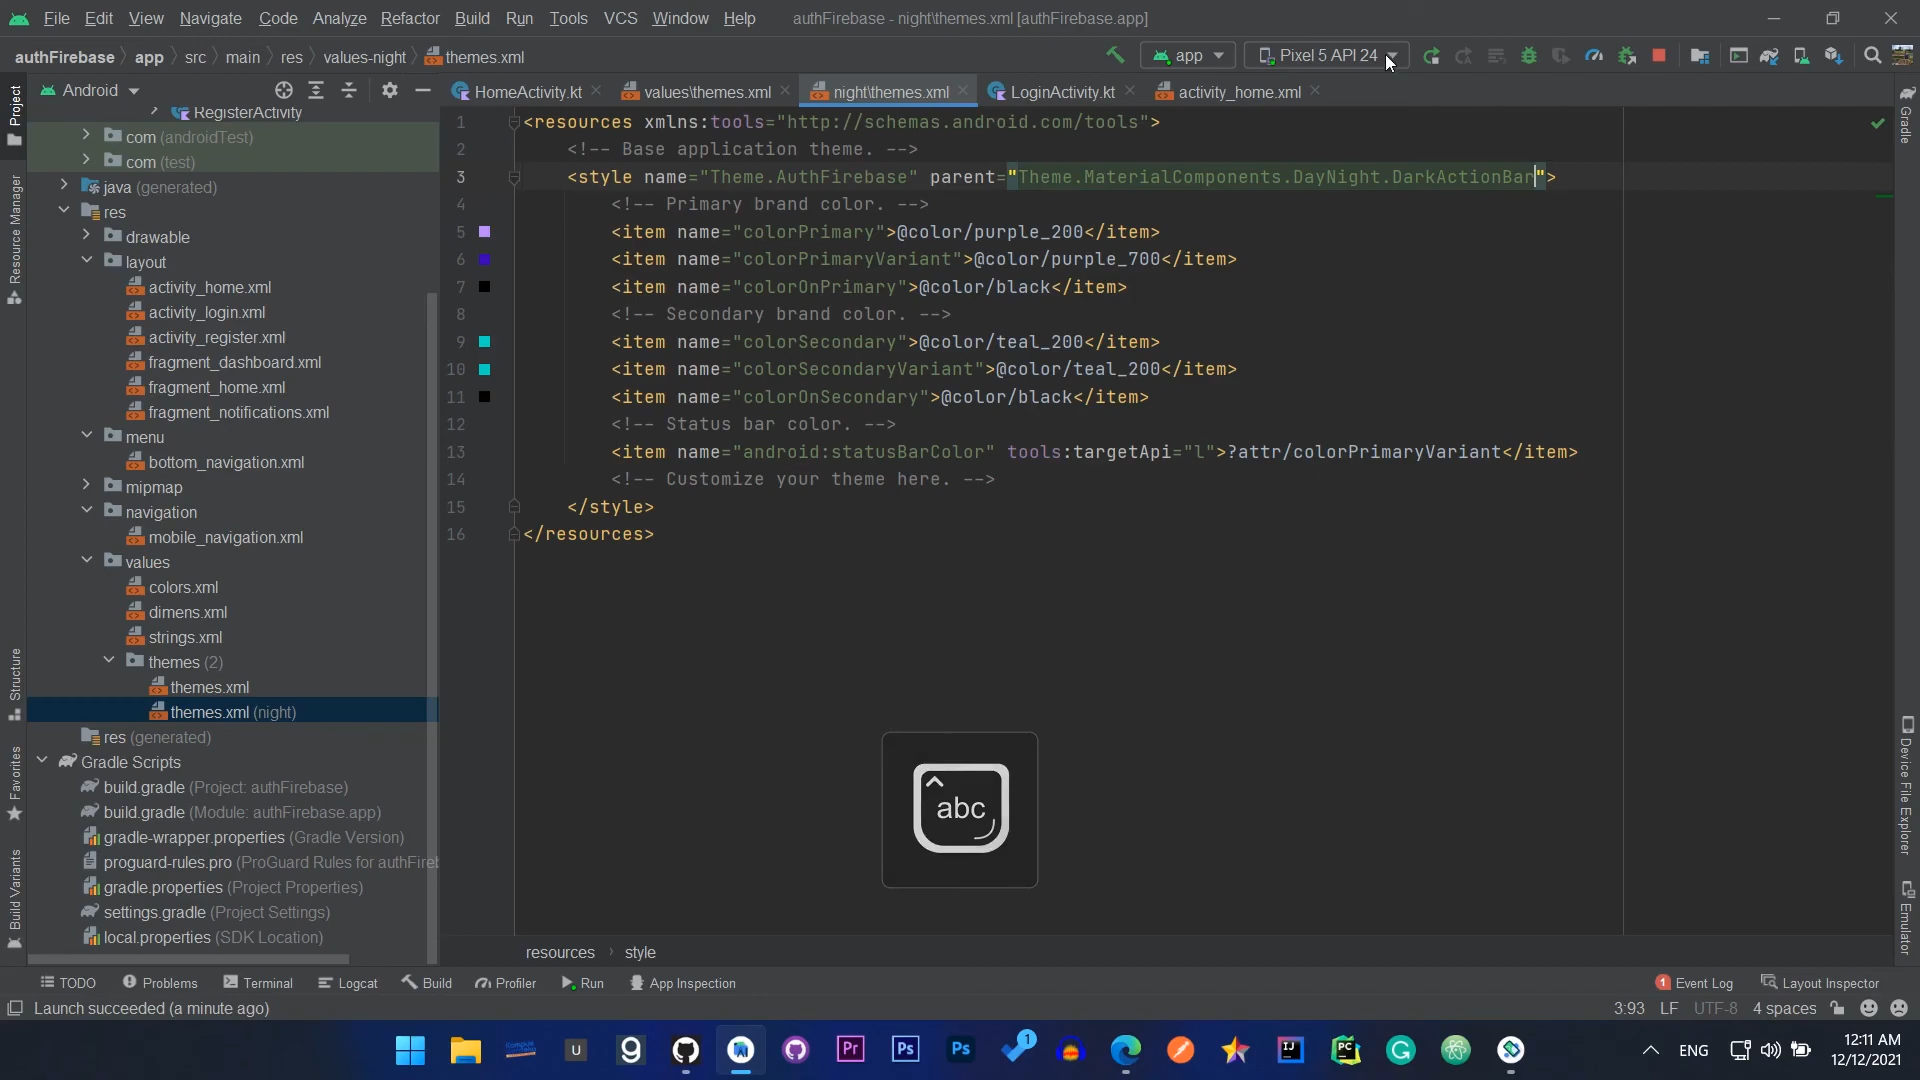 File Edit View Navigate Code Analyze Refactor Build Run Tools VCS Window Help authFirebase - night\themes.xml [authFirebase.app]
authFirebase app src main res values-night themes.xml app Pixel 5 API 24
Android HomeActivity.kt values\themes.xml night\themes.xml LoginActivity.kt activity_home.xml
Project
Resource Manager
Structure
Favorites
Build Variants
RegisterActivity
com (androidTest)
com (test)
java (generated)
res
drawable
layout
activity_home.xml
activity_login.xml
activity_register.xml
fragment_dashboard.xml
fragment_home.xml
fragment_notifications.xml
menu
bottom_navigation.xml
mipmap
navigation
mobile_navigation.xml
values
colors.xml
dimens.xml
strings.xml
themes (2)
themes.xml
themes.xml (night)
res (generated)
Gradle Scripts
build.gradle (Project: authFirebase)
build.gradle (Module: authFirebase.app)
gradle-wrapper.properties (Gradle Version)
proguard-rules.pro (ProGuard Rules for authFireb
gradle.properties (Project Properties)
settings.gradle (Project Settings)
local.properties (SDK Location)
1 <resources xmlns:tools="http://schemas.android.com/tools">
2 <!-- Base application theme. -->
3 <style name="Theme.AuthFirebase" parent="Theme.MaterialComponents.DayNight.DarkActionBar">
4 <!-- Primary brand color. -->
5 <item name="colorPrimary">@color/purple_200</item>
6 <item name="colorPrimaryVariant">@color/purple_700</item>
7 <item name="colorOnPrimary">@color/black</item>
8 <!-- Secondary brand color. -->
9 <item name="colorSecondary">@color/teal_200</item>
10 <item name="colorSecondaryVariant">@color/teal_200</item>
11 <item name="colorOnSecondary">@color/black</item>
12 <!-- Status bar color. -->
13 <item name="android:statusBarColor" tools:targetApi="l">?attr/colorPrimaryVariant</item>
14 <!-- Customize your theme here. -->
15 </style>
16 </resources>
abc
Gradle
Device File Explorer
Emulator
resources style
TODO Problems Terminal Logcat Build Profiler Run App Inspection 1 Event Log Layout Inspector
Launch succeeded (a minute ago) 3:93 LF UTF-8 4 spaces
U g Pr Ps Ps 1 IJ PC G ENG 12:11 AM
12/12/2021